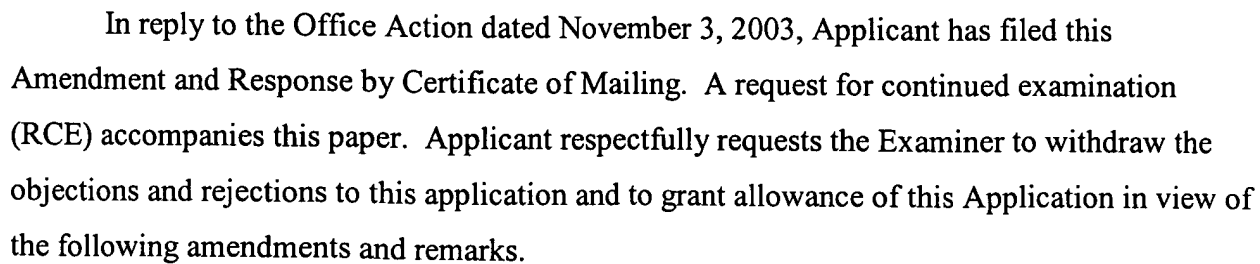 In reply to the Office Action dated November 3, 2003, Applicant has filed this
Amendment and Response by Certificate of Mailing.  A request for continued examination
(RCE) accompanies this paper.  Applicant respectfully requests the Examiner to withdraw the
objections and rejections to this application and to grant allowance of this Application in view of
the following amendments and remarks.